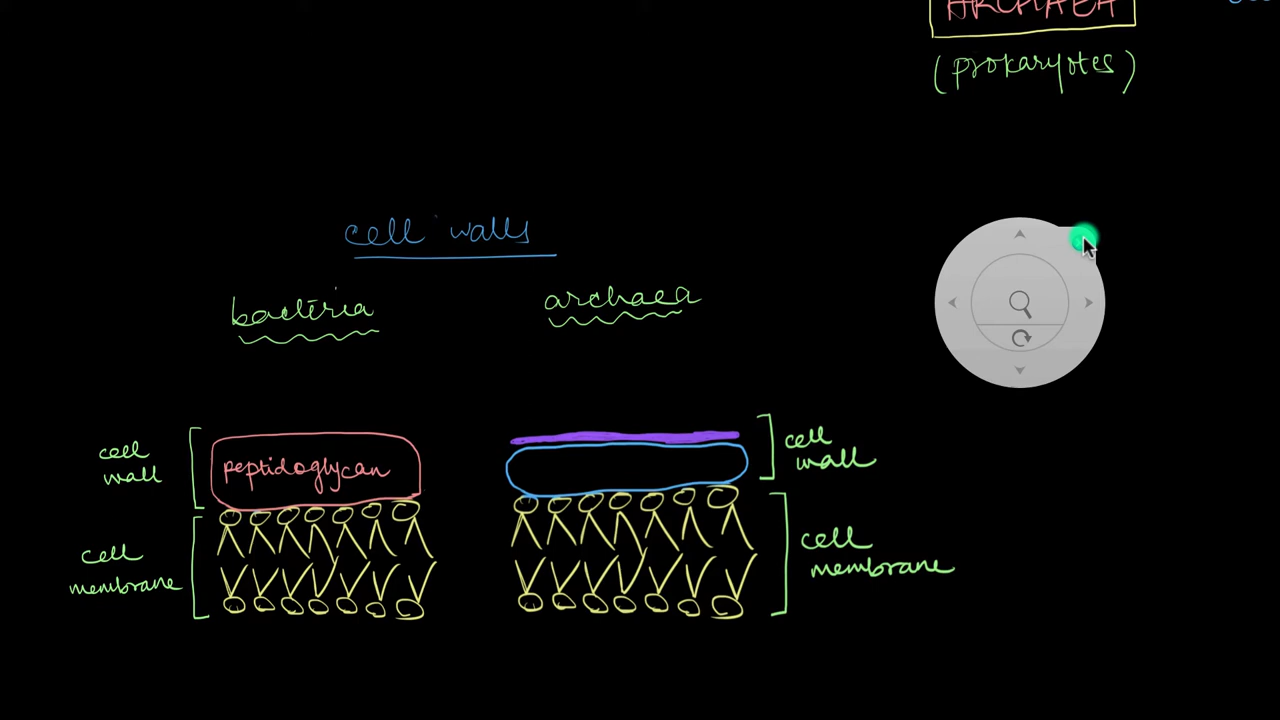 ARCHAEA
(prokaryotes)
cell walls
bacteria
archaea
cell
wall
peptidoglycan
cell
wall
cell
membrane
cell
membrane